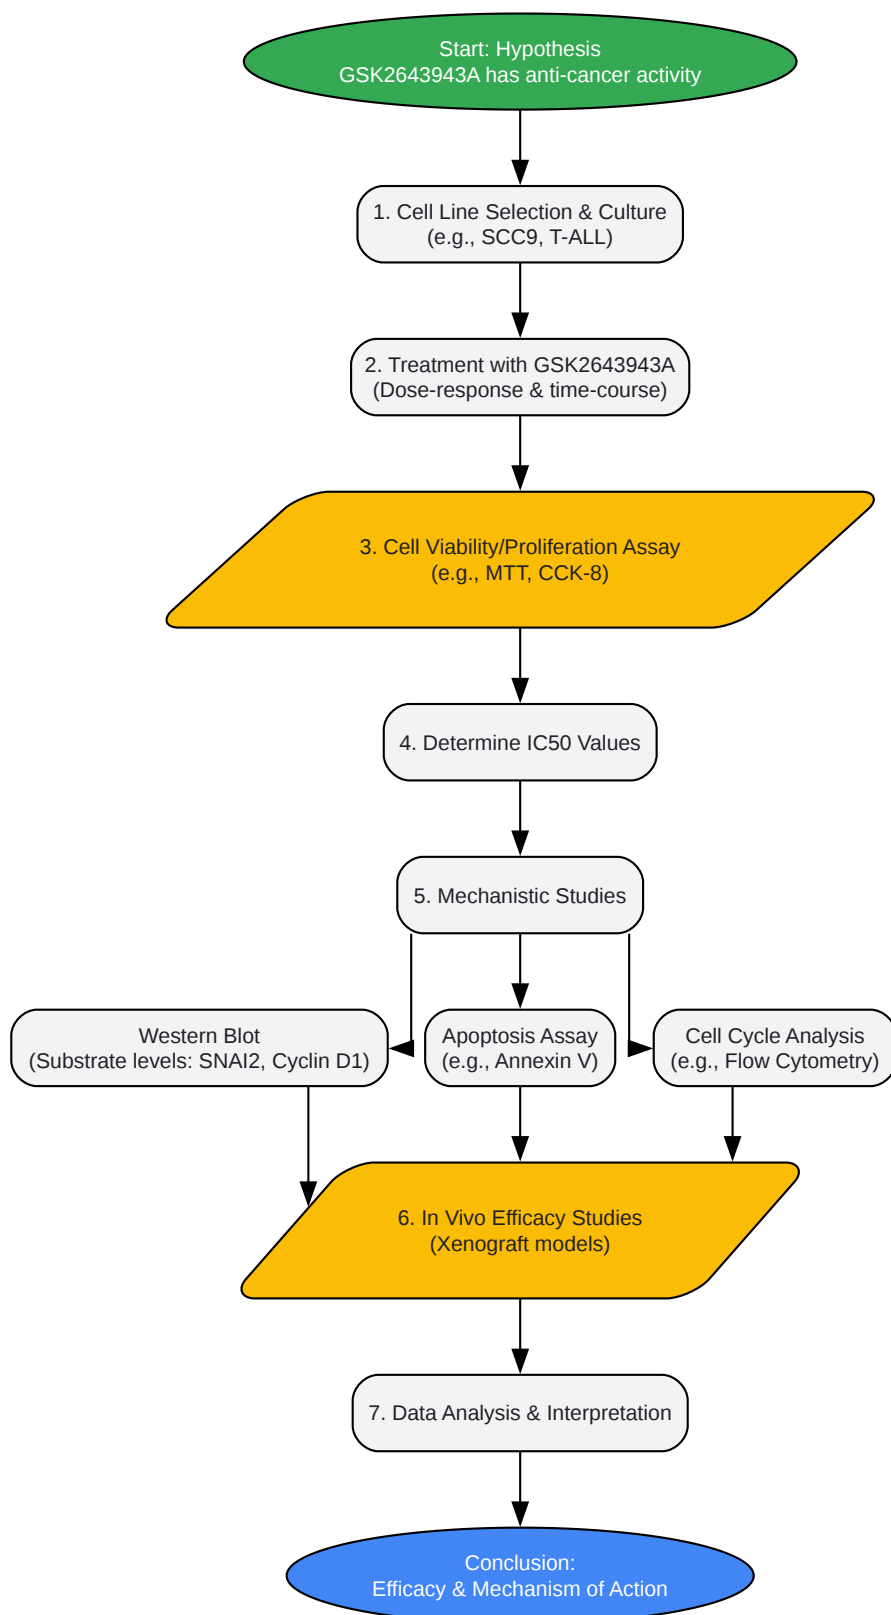 Start: Hypothesis
GSK2643943A has anti-cancer activity
1. Cell Line Selection & Culture
(e.g., SCC9, T-ALL)
2. Treatment with GSK2643943A
(Dose-response & time-course)
3. Cell Viability/Proliferation Assay
(e.g., MTT, CCK-8)
4. Determine IC50 Values
5. Mechanistic Studies
Western Blot
(Substrate levels: SNAI2, Cyclin D1)
Apoptosis Assay
(e.g., Annexin V)
Cell Cycle Analysis
(e.g., Flow Cytometry)
6. In Vivo Efficacy Studies
(Xenograft models)
7. Data Analysis & Interpretation
Conclusion:
Efficacy & Mechanism of Action